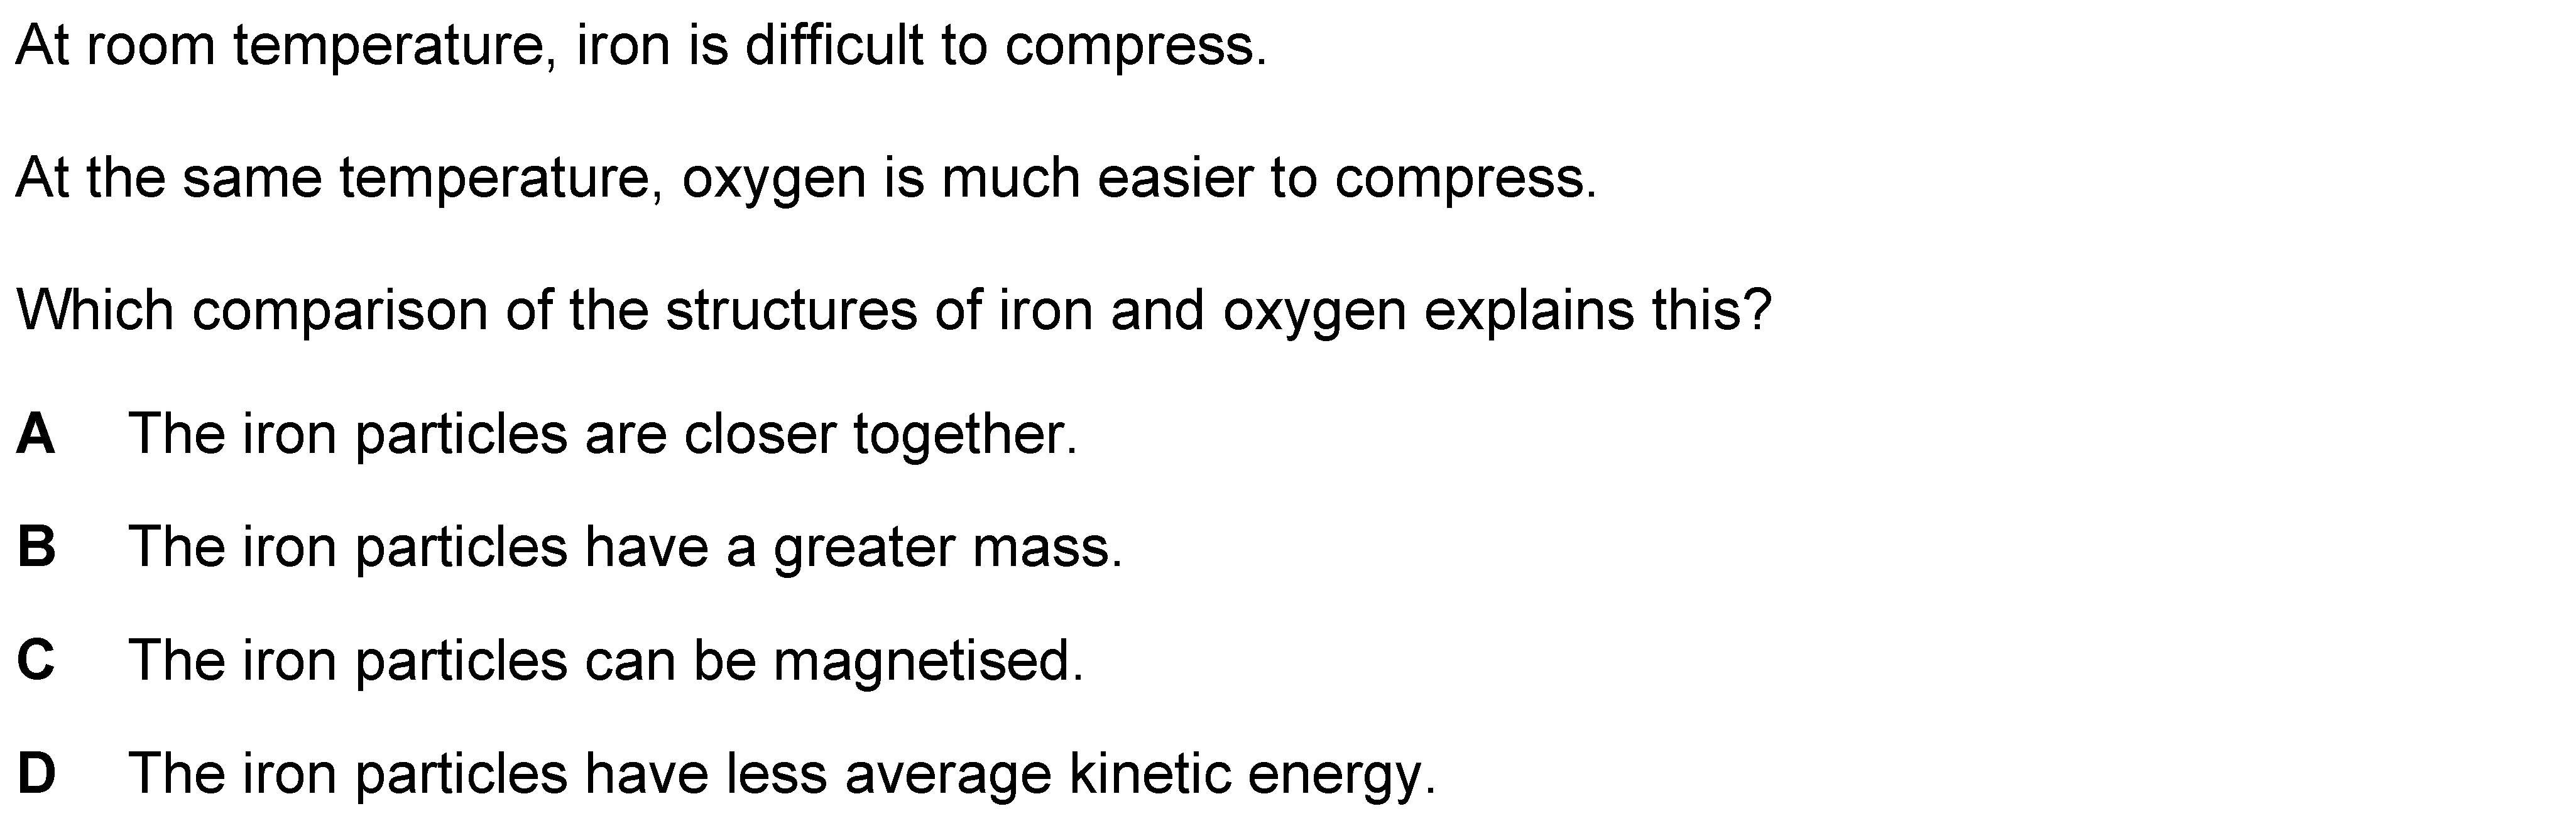 At room temperature, iron is difficult to compress.
At the same temperature, oxygen is much easier to compress.
Which comparison of the structures of iron and oxygen explains this?
A The iron particles are closer together.
B The iron particles have a greater mass.
C The iron particles can be magnetised.
D The iron particles have less average kinetic energy.